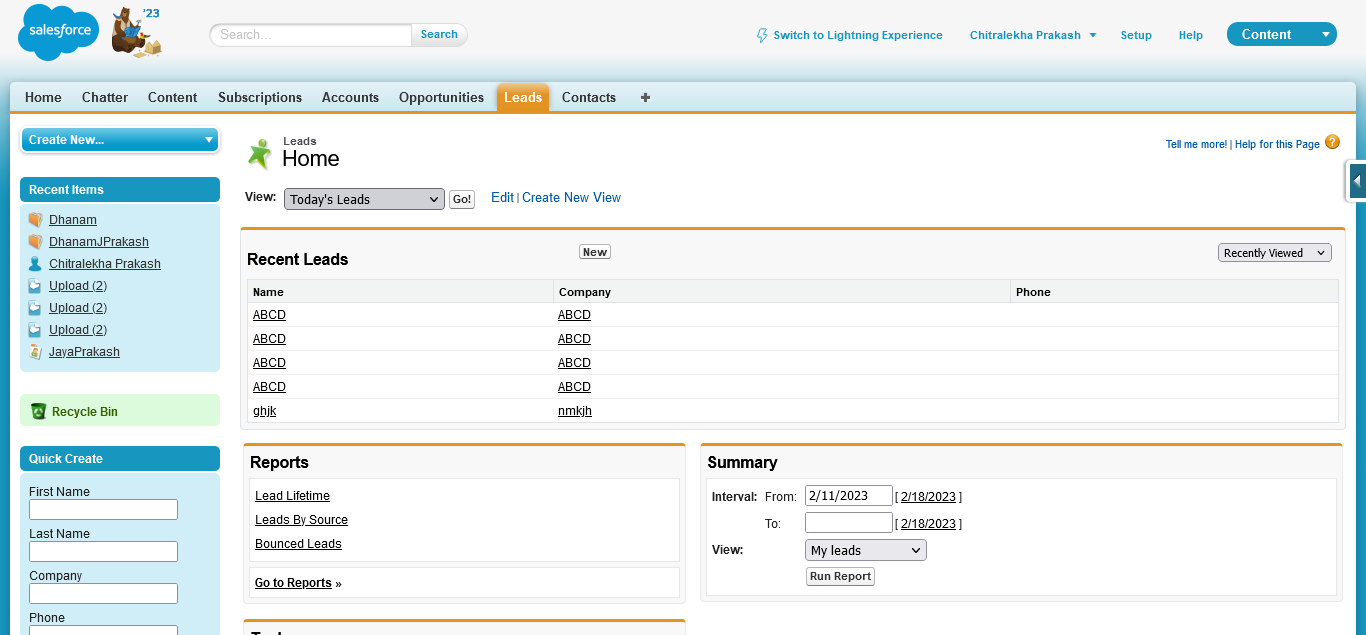 salesforce
'23
Search...
Search
Switch to Lightning Experience
Chitralekha Prakash
Setup
Help
Content
Home
Chatter
Content
Subscriptions
Accounts
Opportunities
Leads
Contacts
+
Create New...
Recent Items
Dhanam
DhanamJPrakash
Chitralekha Prakash
Upload (2)
Upload (2)
Upload (2)
JayaPrakash
Recycle Bin
Quick Create
First Name
Last Name
Company
Phone
Leads
Home
Tell me more! | Help for this Page ?
View: Today's Leads Go! Edit | Create New View
Recent Leads New Recently Viewed
Name Company Phone
ABCD ABCD
ABCD ABCD
ABCD ABCD
ABCD ABCD
ghjk nmkjh
Reports
Lead Lifetime
Leads By Source
Bounced Leads
Go to Reports »
Summary
Interval: From: 2/11/2023 [ 2/18/2023 ]
To: [ 2/18/2023 ]
View: My leads
Run Report